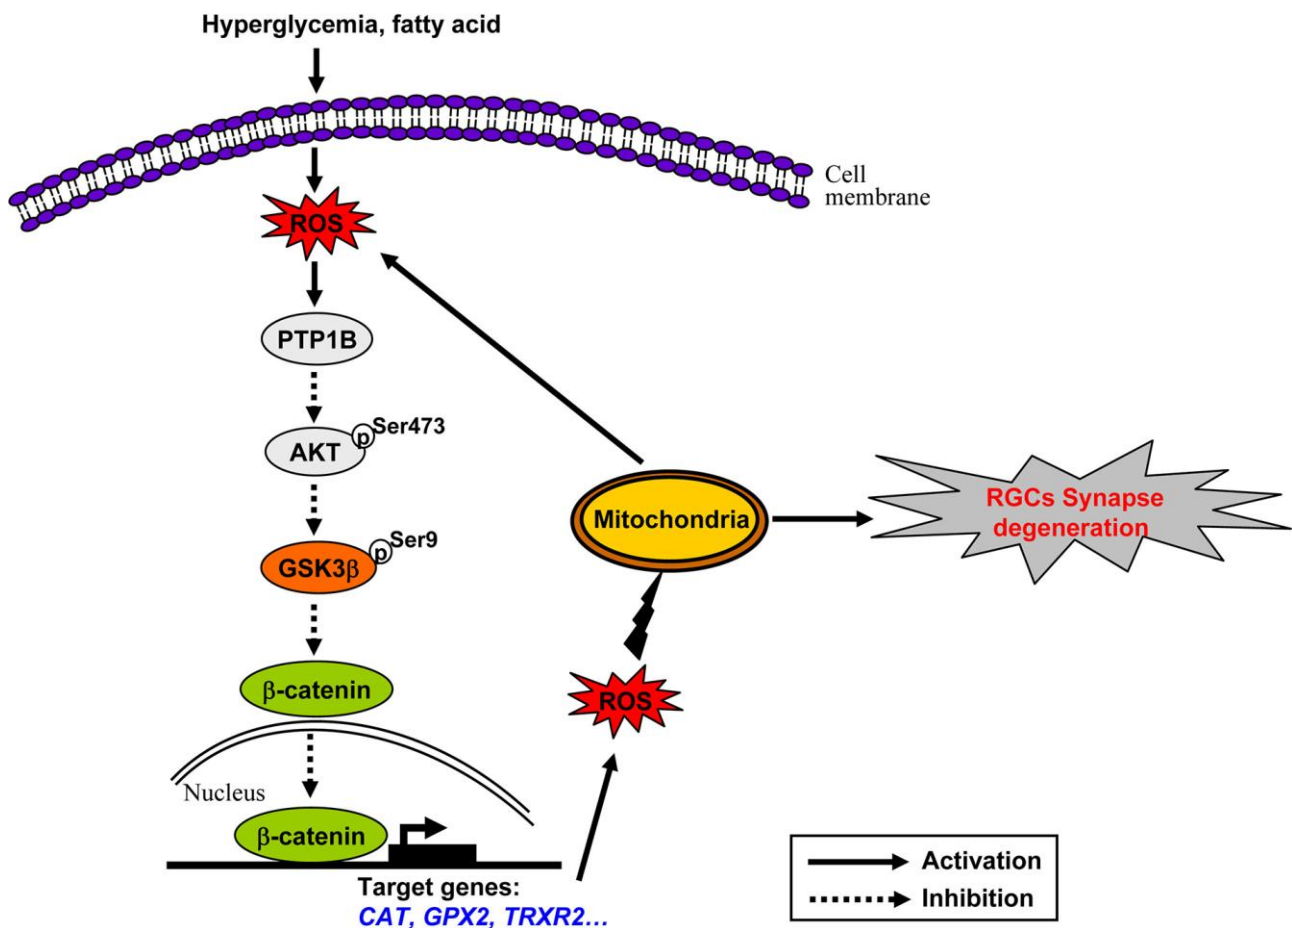 Hyperglycemia, fatty acid
Cell
membrane
ROS
PTP1B
AKT
p
Ser473
GSK3β
p
Ser9
Mitochondria
RGCs Synapse
degeneration
β-catenin
ROS
Nucleus
β-catenin
Target genes:
CAT, GPX2, TRXR2...
Activation
Inhibition